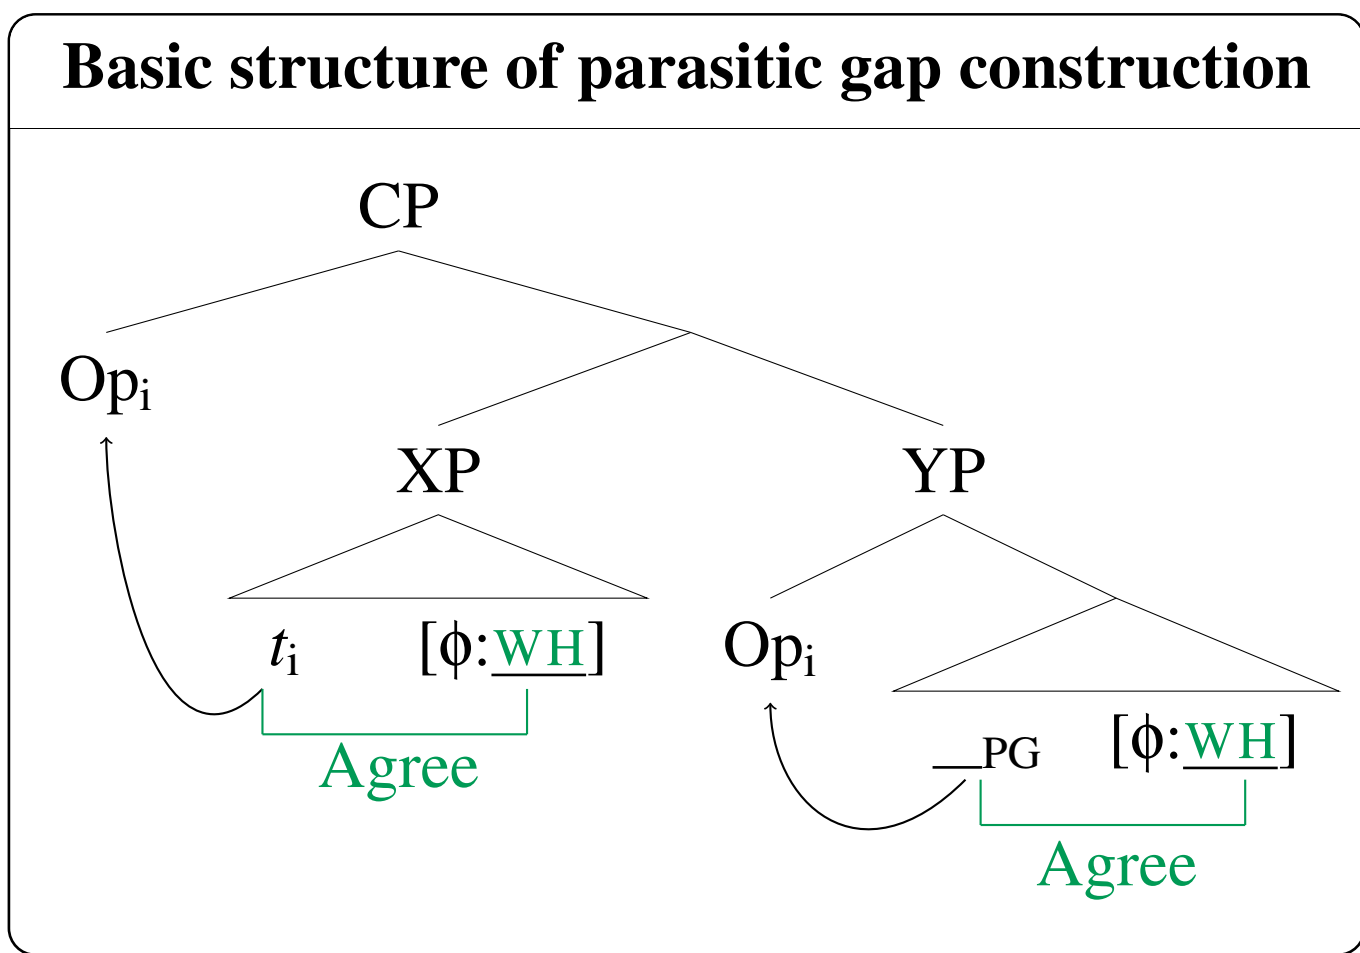 Basic structure of parasitic gap construction
CP
Opᵢ
XP YP
tᵢ [ϕ:WH] Opᵢ
__PG [ϕ:WH]
Agree
Agree